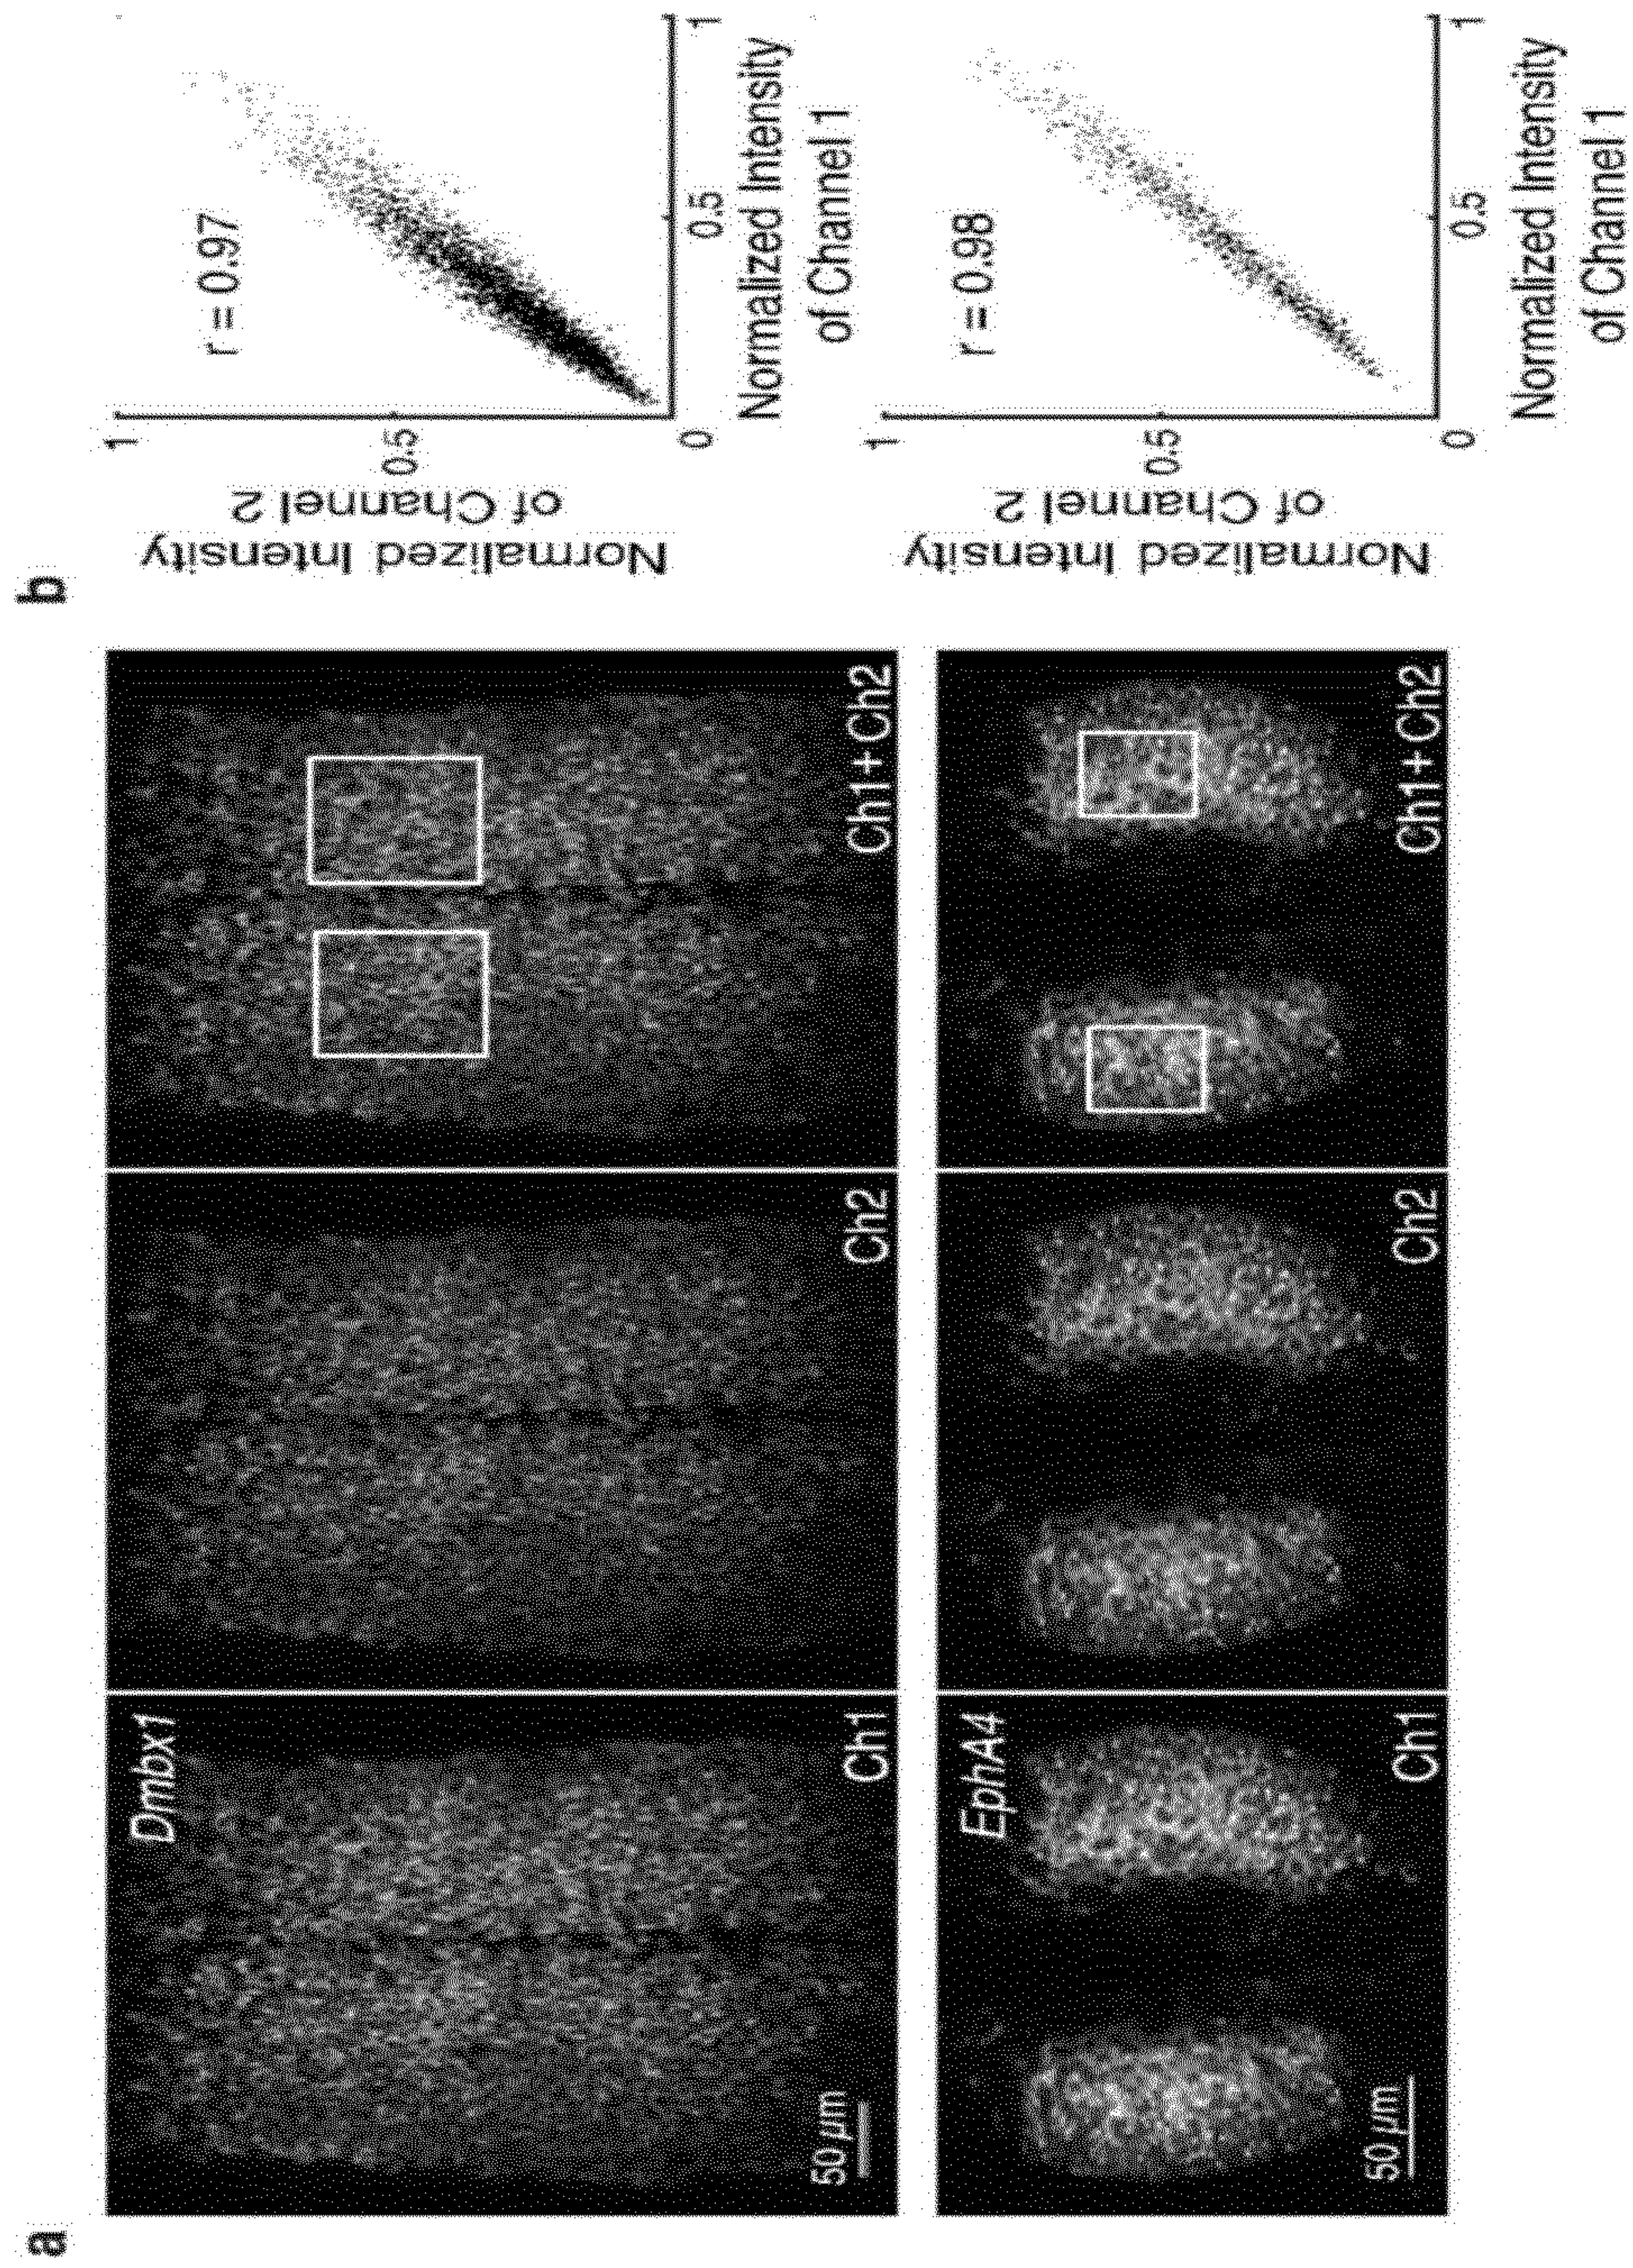 a
Dmbx1
50 μm
Ch1
Ch2
Ch1+Ch2
EphA4
50 μm
Ch1
Ch2
Ch1+Ch2
b
Normalized Intensity
of Channel 2
1
0.5
0
r = 0.97
0.5
1
Normalized Intensity
of Channel 1
Normalized Intensity
of Channel 2
1
0.5
0
r = 0.98
0.5
1
Normalized Intensity
of Channel 1